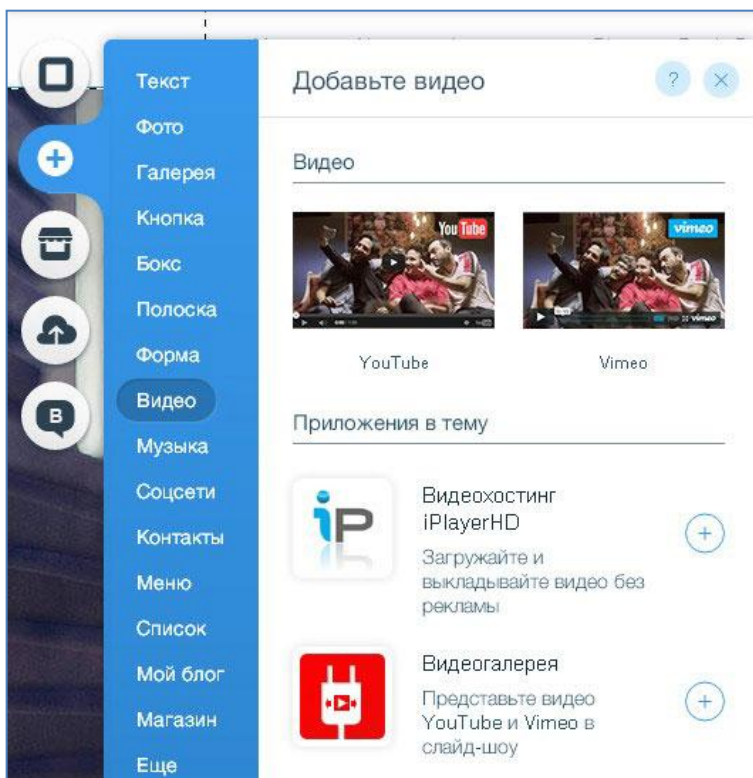 Текст
Фото
Галерея
Кнопка
Бокс
Полоска
Форма
Видео
Музыка
Соцсети
Контакты
Меню
Список
Мой блог
Магазин
Еще
B
Добавьте видео
?
Видео
YouTube
vimeo
YouTube
Vimeo
Приложения в тему
iP
Видеохостинг
iPlayerHD
Загружайте и
выкладывайте видео без
рекламы
Видеогалерея
Представьте видео
YouTube и Vimeo в
слайд-шоу